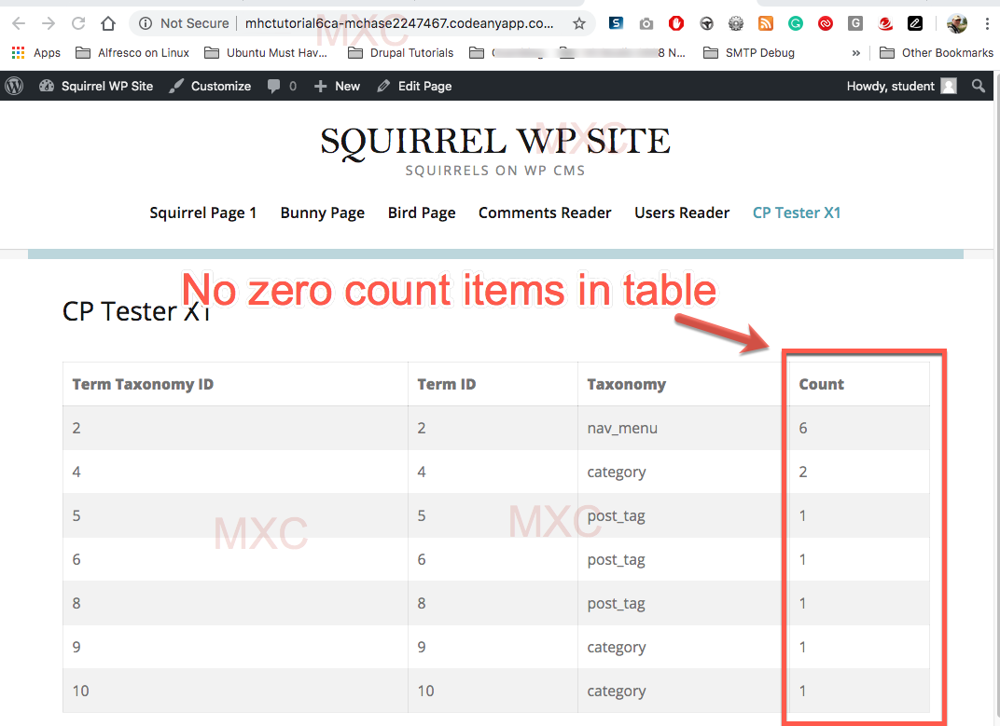 Not Secure mhctutorial6ca-mchase2247467.codeanyapp.co...
MXC
Apps Alfresco on Linux Ubuntu Must Hav... Drupal Tutorials 8 N... SMTP Debug » Other Bookmarks
Squirrel WP Site Customize 0 New Edit Page Howdy, student
SQUIRREL WP SITE
MXC
SQUIRRELS ON WP CMS
Squirrel Page 1 Bunny Page Bird Page Comments Reader Users Reader CP Tester X1
No zero count items in table
CP Tester X1
Term Taxonomy ID Term ID Taxonomy Count
2 2 nav_menu 6
4 4 category 2
5 5 post_tag 1
MXC MXC
6 6 post_tag 1
8 8 post_tag 1
9 9 category 1
10 10 category 1